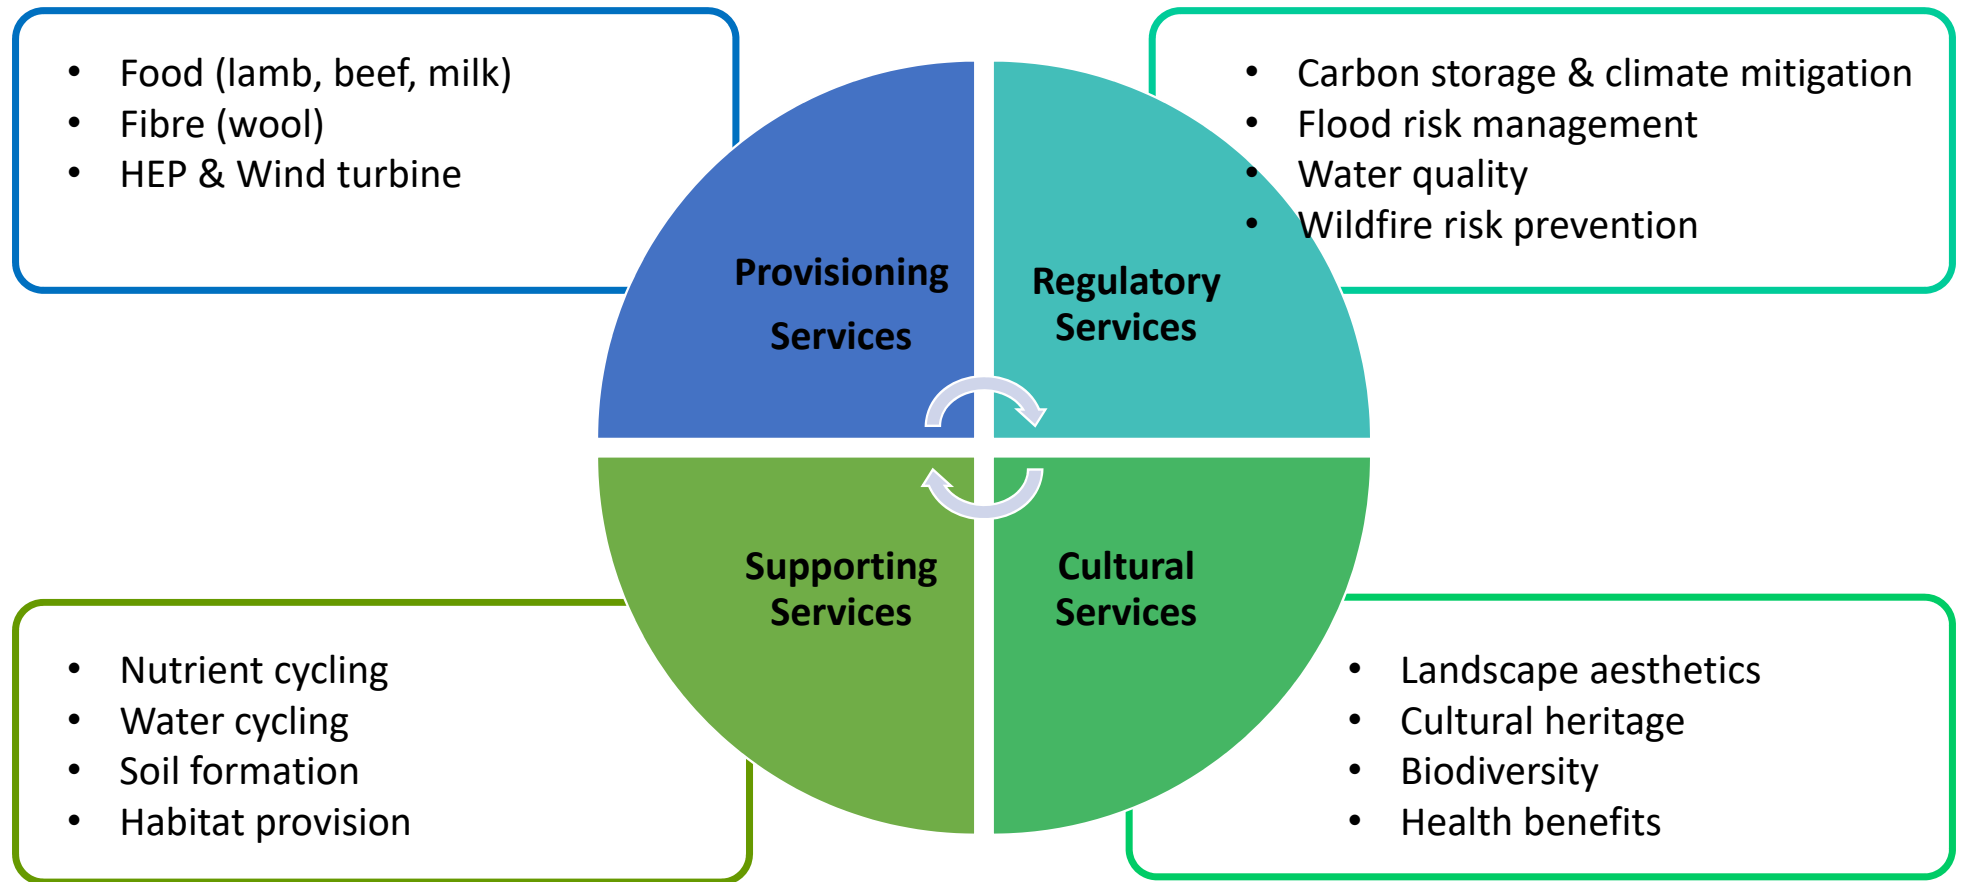 • Food (lamb, beef, milk)
• Fibre (wool)
• HEP & Wind turbine
• Carbon storage & climate mitigation
• Flood risk management
• Water quality
• Wildfire risk prevention
Provisioning
Services
Regulatory
Services
Supporting
Services
Cultural
Services
• Nutrient cycling
• Water cycling
• Soil formation
• Habitat provision
• Landscape aesthetics
• Cultural heritage
• Biodiversity
• Health benefits